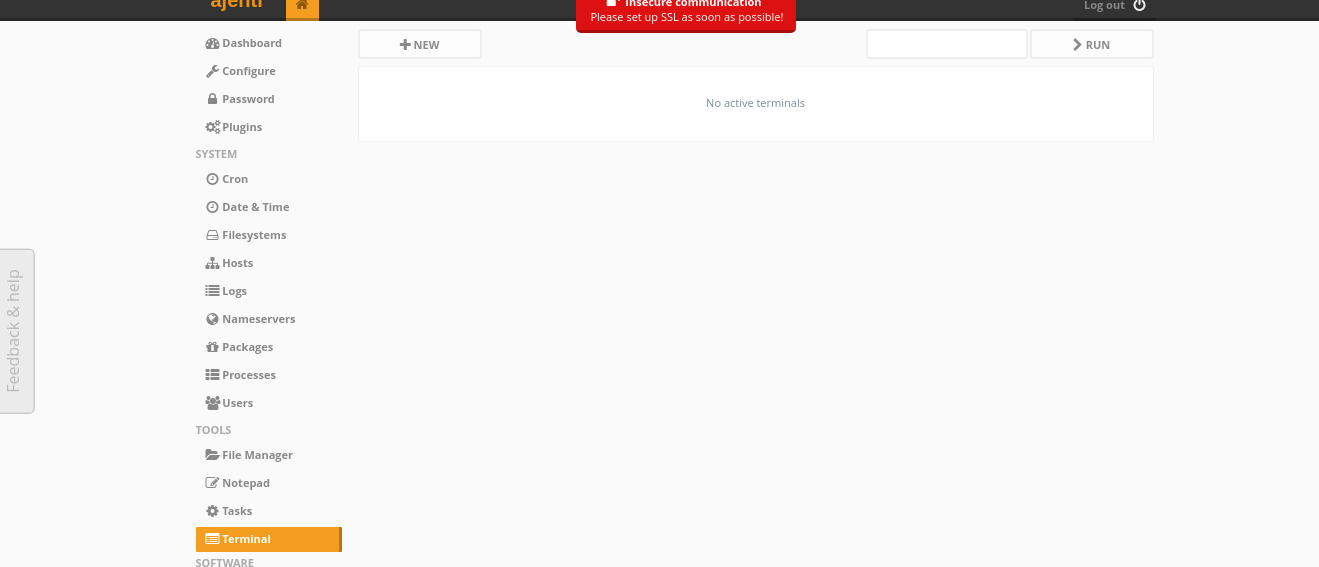 ajenti
Insecure communication
Please set up SSL as soon as possible!
Log out
Dashboard
Configure
Password
Plugins
SYSTEM
Cron
Date & Time
Filesystems
Hosts
Logs
Nameservers
Packages
Processes
Users
TOOLS
File Manager
Notepad
Tasks
Terminal
SOFTWARE
NEW
RUN
No active terminals
Feedback & help